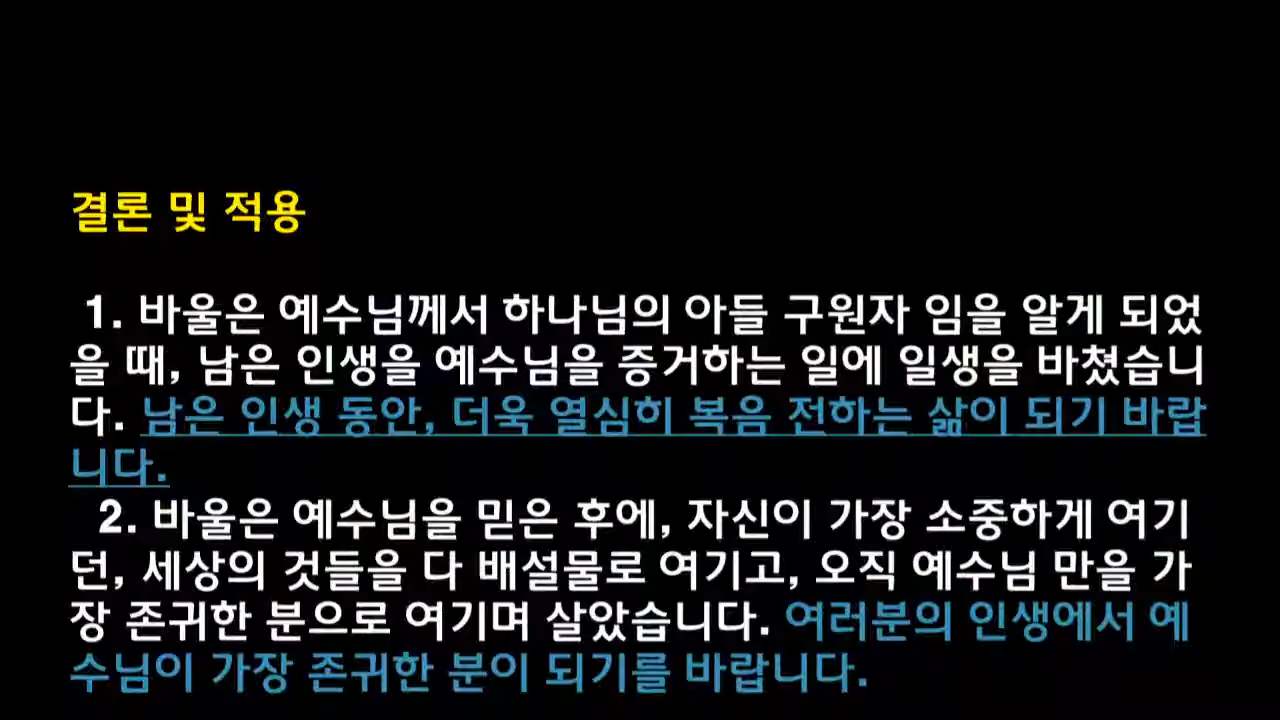 결론 및 적용
1. 바울은 예수님께서 하나님의 아들 구원자 임을 알게 되었
을 때, 남은 인생을 예수님을 증거하는 일에 일생을 바쳤습니
다. 남은 인생 동안, 더욱 열심히 복음 전하는 삶이 되기 바랍
니다.
2. 바울은 예수님을 믿은 후에, 자신이 가장 소중하게 여기
던, 세상의 것들을 다 배설물로 여기고, 오직 예수님 만을 가
장 존귀한 분으로 여기며 살았습니다. 여러분의 인생에서 예
수님이 가장 존귀한 분이 되기를 바랍니다.